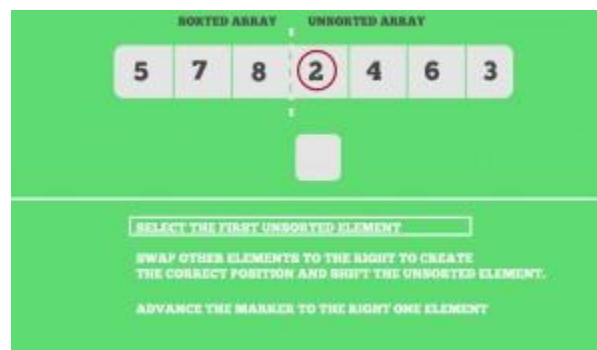 SORTED ARRAY UNSORTED ARRAY
5 7 8 2 4 6 3
SELECT THE FIRST UNSORTED ELEMENT
SWAP OTHER ELEMENTS TO THE RIGHT TO CREATE
THE CORRECT POSITION AND SHIFT THE UNSORTED ELEMENT.
ADVANCE THE MARKER TO THE RIGHT ONE ELEMENT